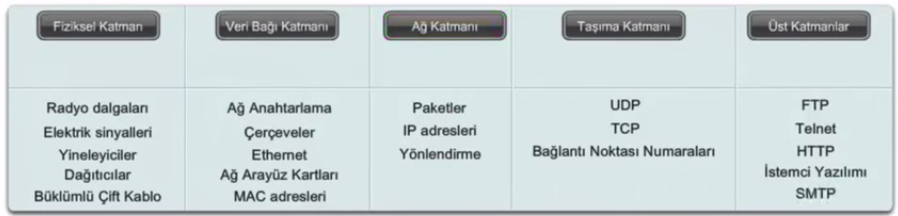 Fiziksel Katman
Veri Bağı Katmanı
Ağ Katmanı
Taşıma Katmanı
Üst Katmanlar
Radyo dalgaları
Elektrik sinyalleri
Yineleyiciler
Dağıtıcılar
Büklümlü Çift Kablo
Ağ Anahtarlama
Çerçeveler
Ethernet
Ağ Arayüz Kartları
MAC adresleri
Paketler
IP adresleri
Yönlendirme
UDP
TCP
Bağlantı Noktası Numaraları
FTP
Telnet
HTTP
İstemci Yazılımı
SMTP